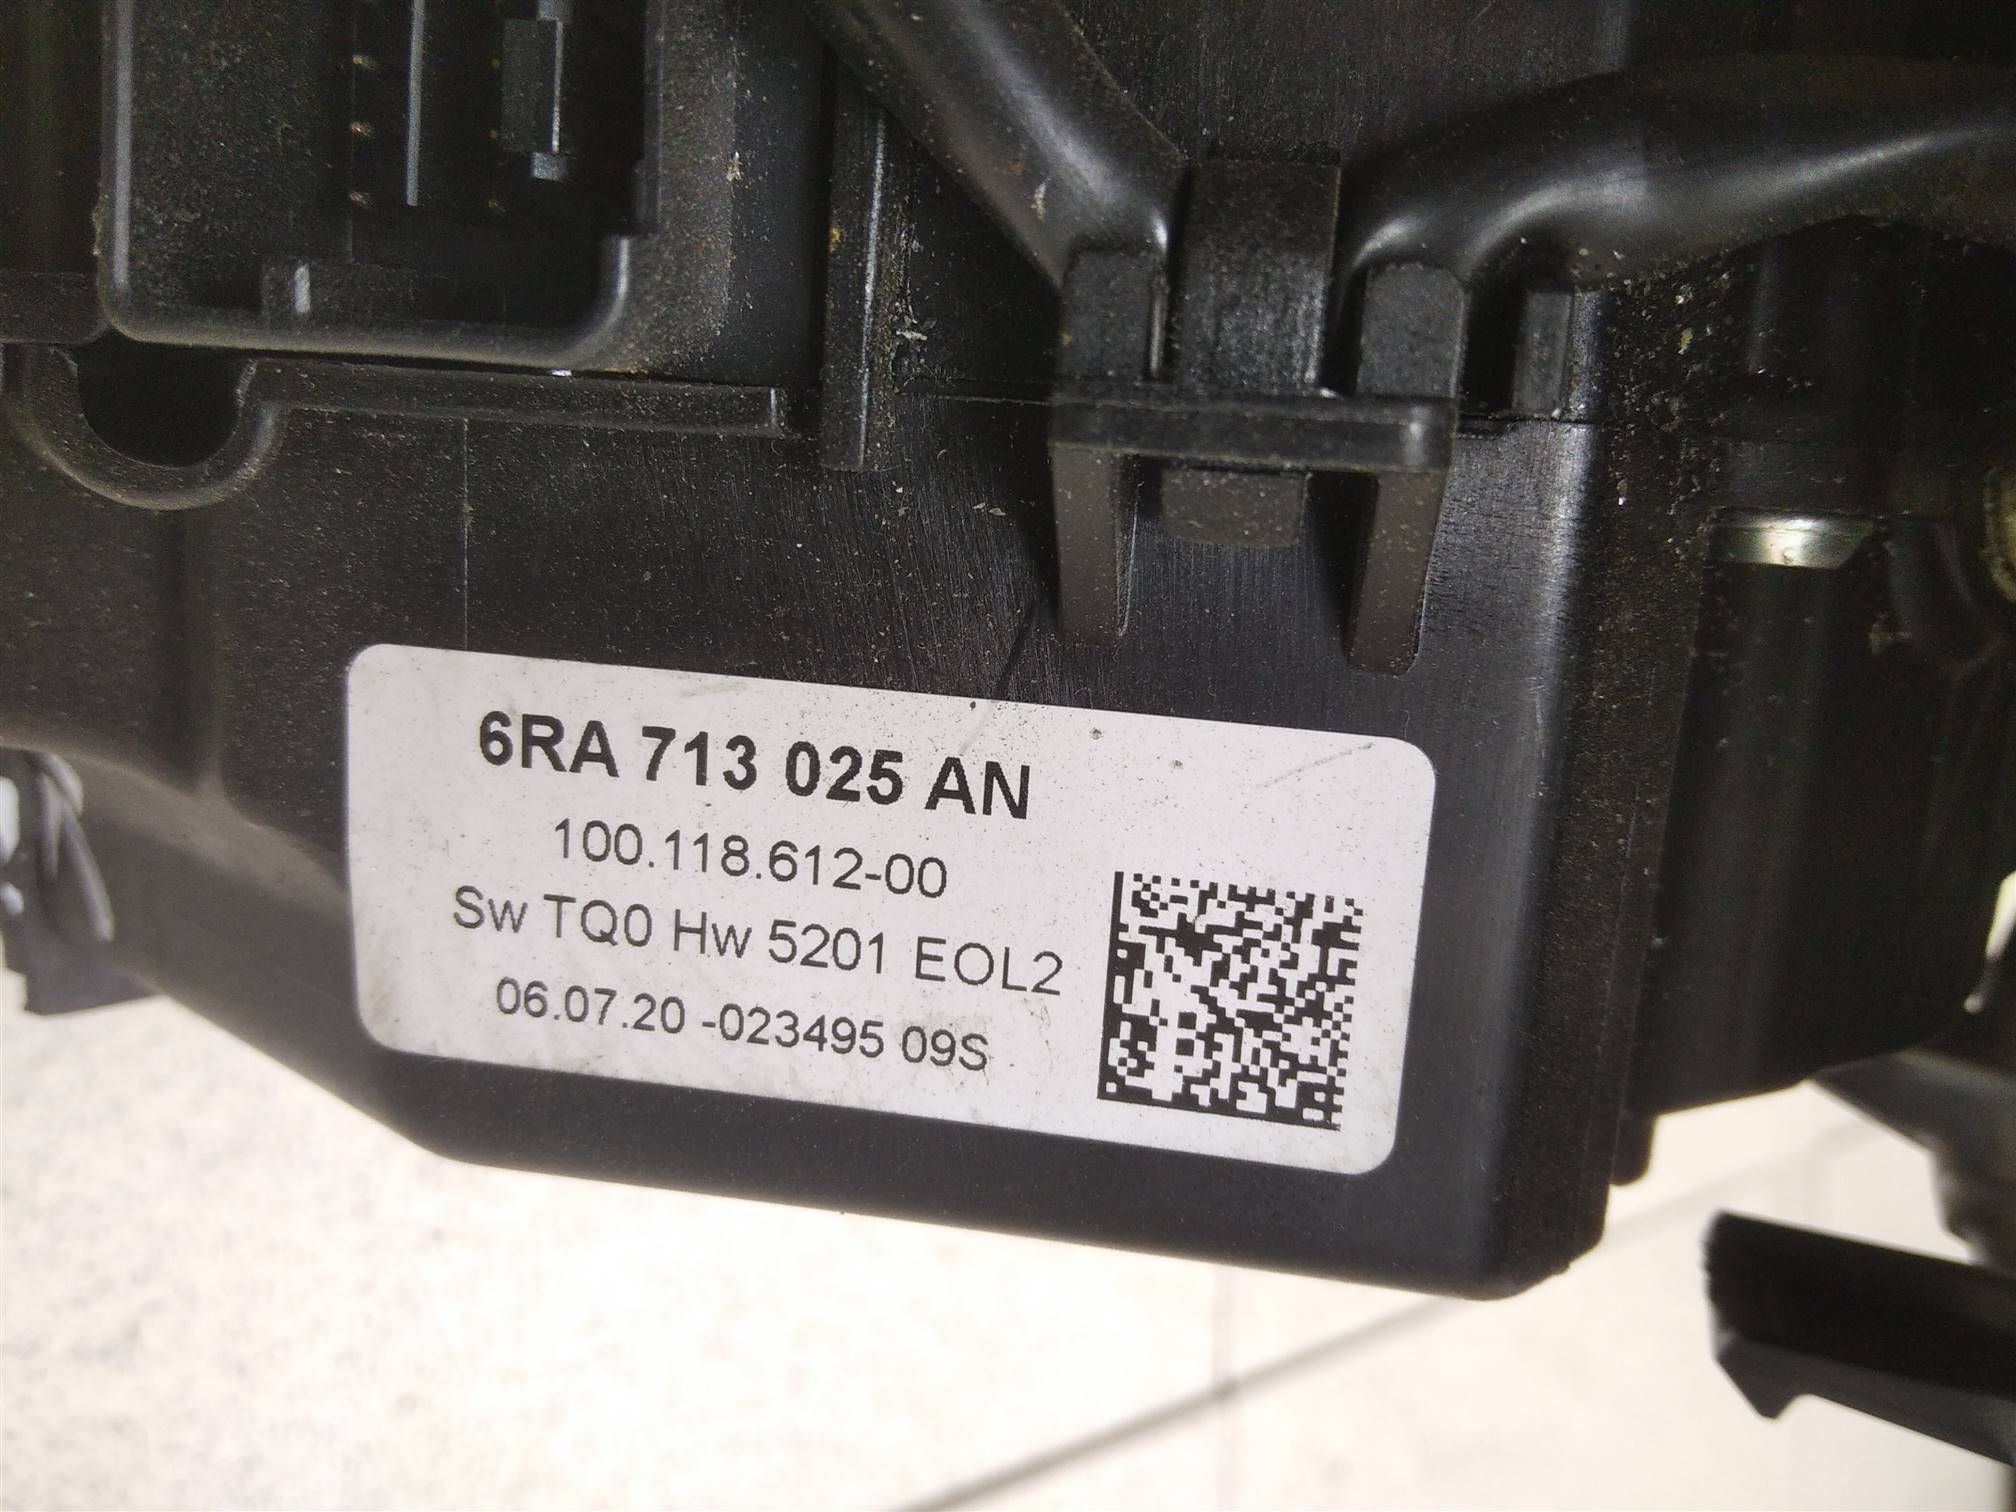 6RA 713 025 AN
100.118.612-00
Sw TQ0 Hw 5201 EOL2
06.07.20 -023495 09S